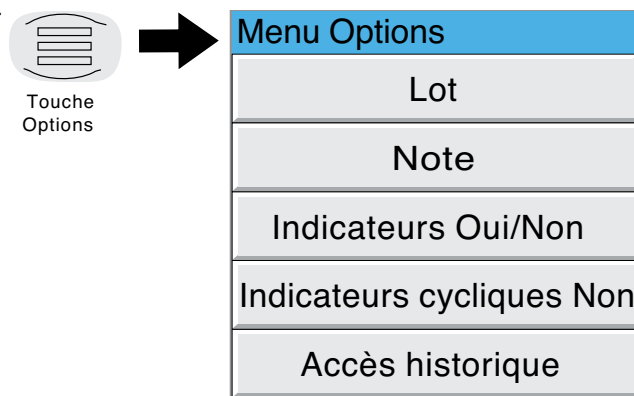 Menu Options
Touche
Options
Lot
Note
Indicateurs Oui/Non
Indicateurs cycliques Non
Accès historique